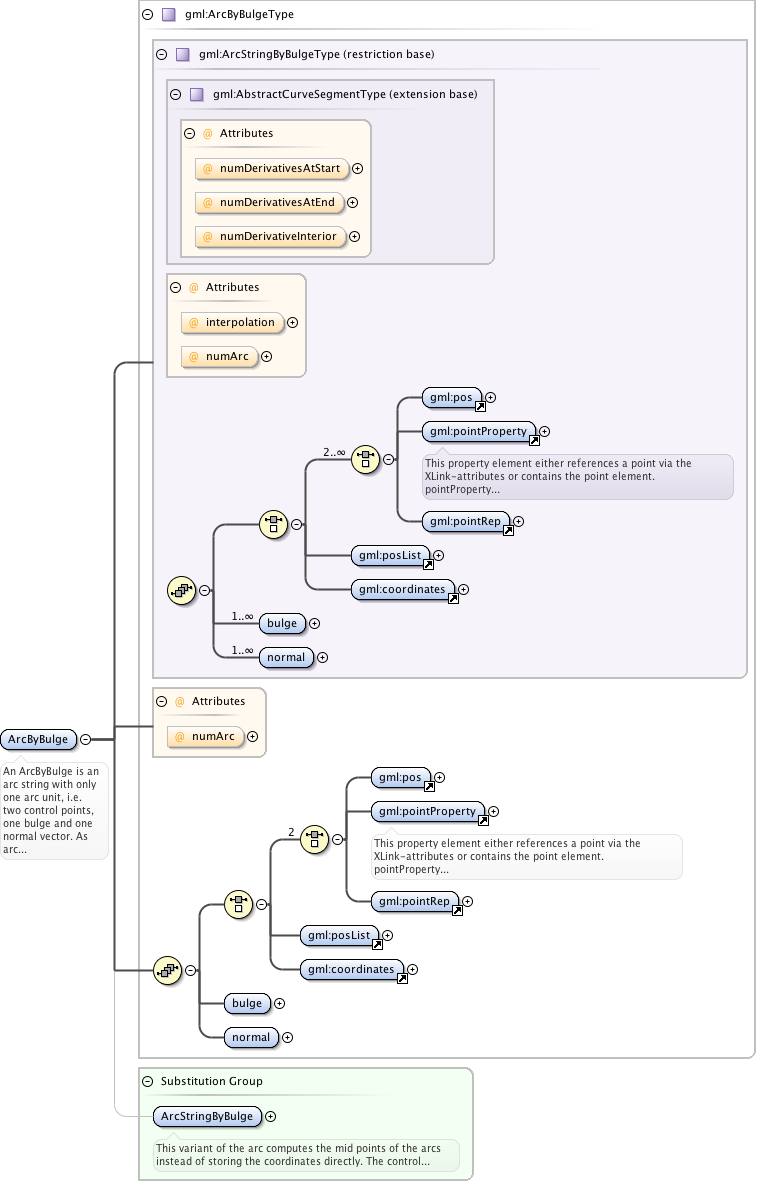 gml:ArcByBulgeType
gml:ArcStringByBulgeType (restriction base)
gml:AbstractCurveSegmentType (extension base)
@ Attributes
@ numDerivativesAtStart
@ numDerivativesAtEnd
@ numDerivativeInterior
@ Attributes
@ interpolation
@ numArc
gml:pos
gml:pointProperty
2..∞
This property element either references a point via the
XLink-attributes or contains the point element.
pointProperty...
gml:pointRep
gml:posList
gml:coordinates
1..∞
bulge
1..∞
normal
@ Attributes
@ numArc
ArcByBulge
An ArcByBulge is an
arc string with only
one arc unit, i.e.
two control points,
one bulge and one
normal vector. As
arc...
gml:pos
gml:pointProperty
2
This property element either references a point via the
XLink-attributes or contains the point element.
pointProperty...
gml:pointRep
gml:posList
gml:coordinates
bulge
normal
Substitution Group
ArcStringByBulge
This variant of the arc computes the mid points of the arcs
instead of storing the coordinates directly. The control...